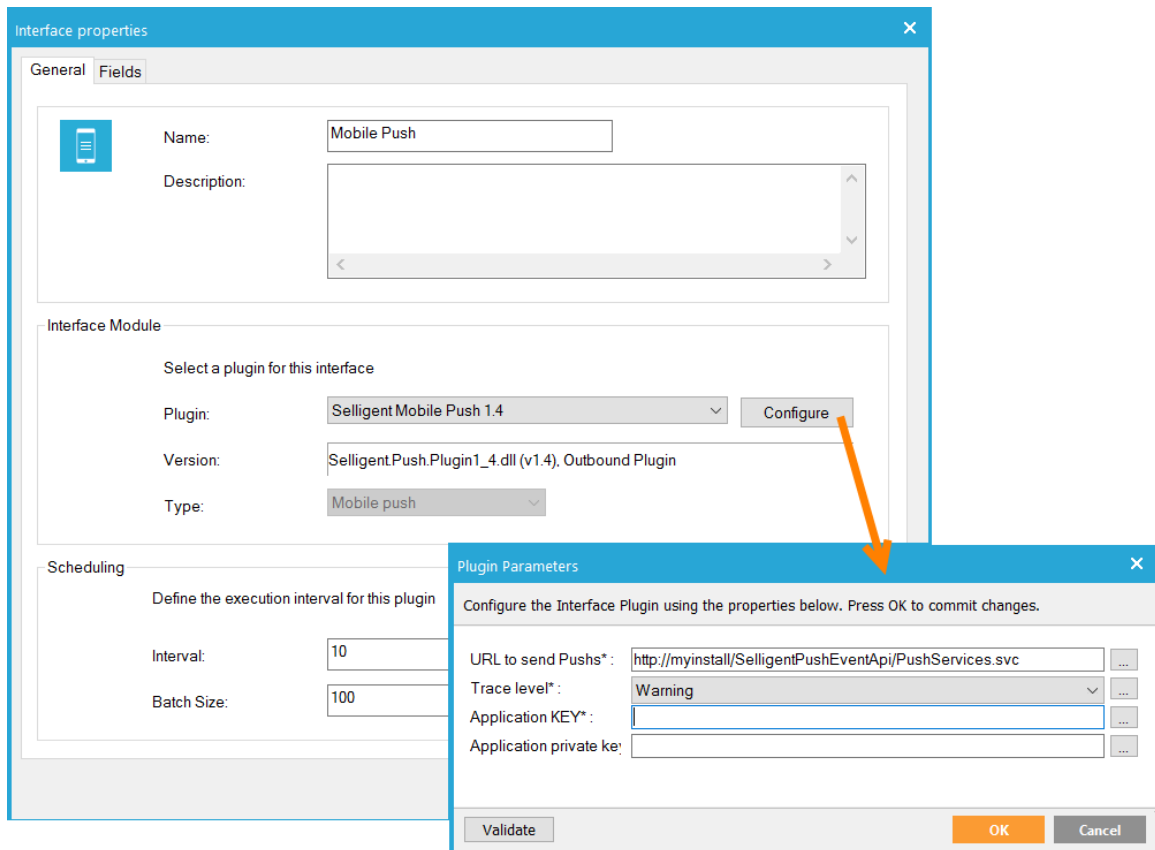 Interface properties
General Fields
Name: Mobile Push
Description:
Interface Module
Select a plugin for this interface
Plugin: Selligent Mobile Push 1.4 Configure
Version: Selligent.Push.Plugin1_4.dll (v1.4), Outbound Plugin
Type: Mobile push
Scheduling
Define the execution interval for this plugin
Interval: 10
Batch Size: 100
Plugin Parameters
Configure the Interface Plugin using the properties below. Press OK to commit changes.
URL to send Pushs* : http://myinstall/SelligentPushEventApi/PushServices.svc ...
Trace level* : Warning ...
Application KEY* : ...
Application private key ...
Validate OK Cancel